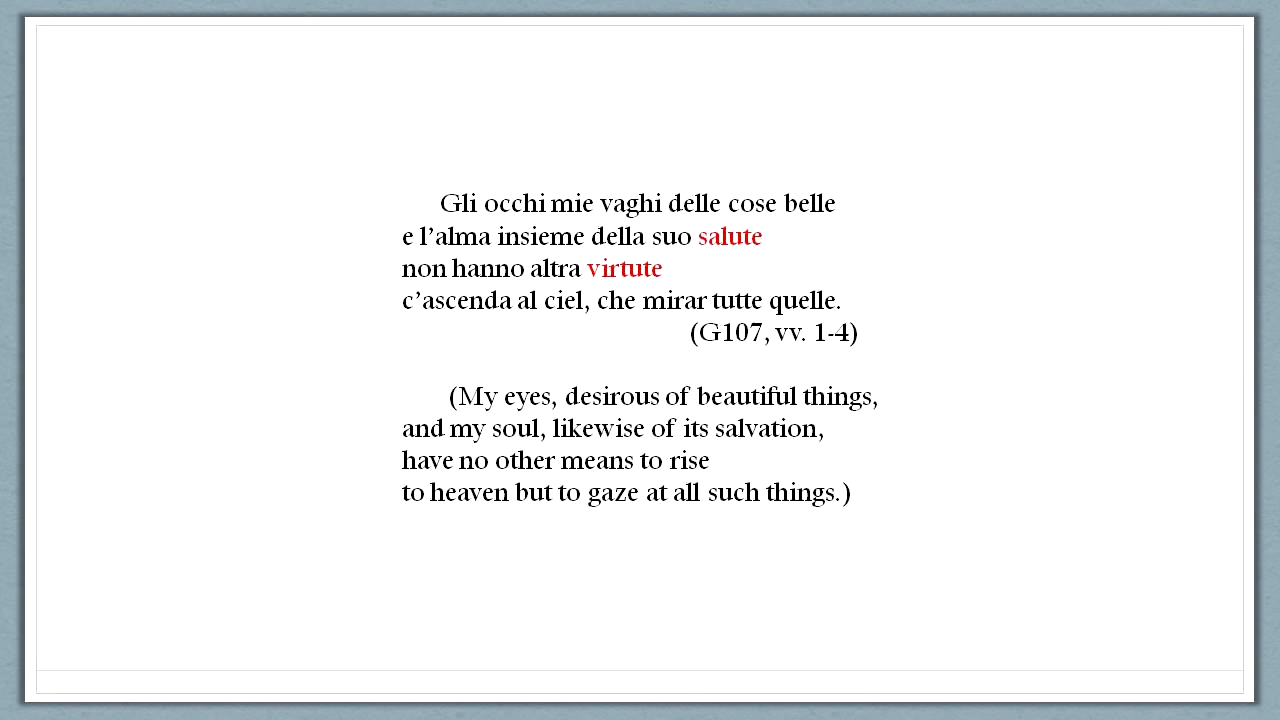 Gli occhi mie vaghi delle cose belle
e l’alma insieme della suo salute
non hanno altra virtute
c’ascenda al ciel, che mirar tutte quelle.
(G107, vv. 1-4)
(My eyes, desirous of beautiful things,
and my soul, likewise of its salvation,
have no other means to rise
to heaven but to gaze at all such things.)